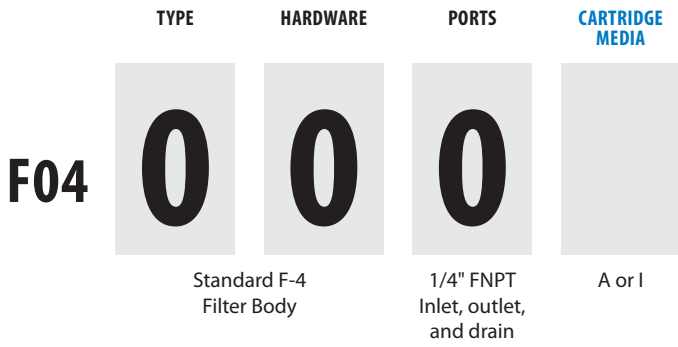 TYPE HARDWARE PORTS CARTRIDGE
MEDIA
F04 0 0 0
Standard F-4
Filter Body
1/4" FNPT
Inlet, outlet,
and drain
A or I